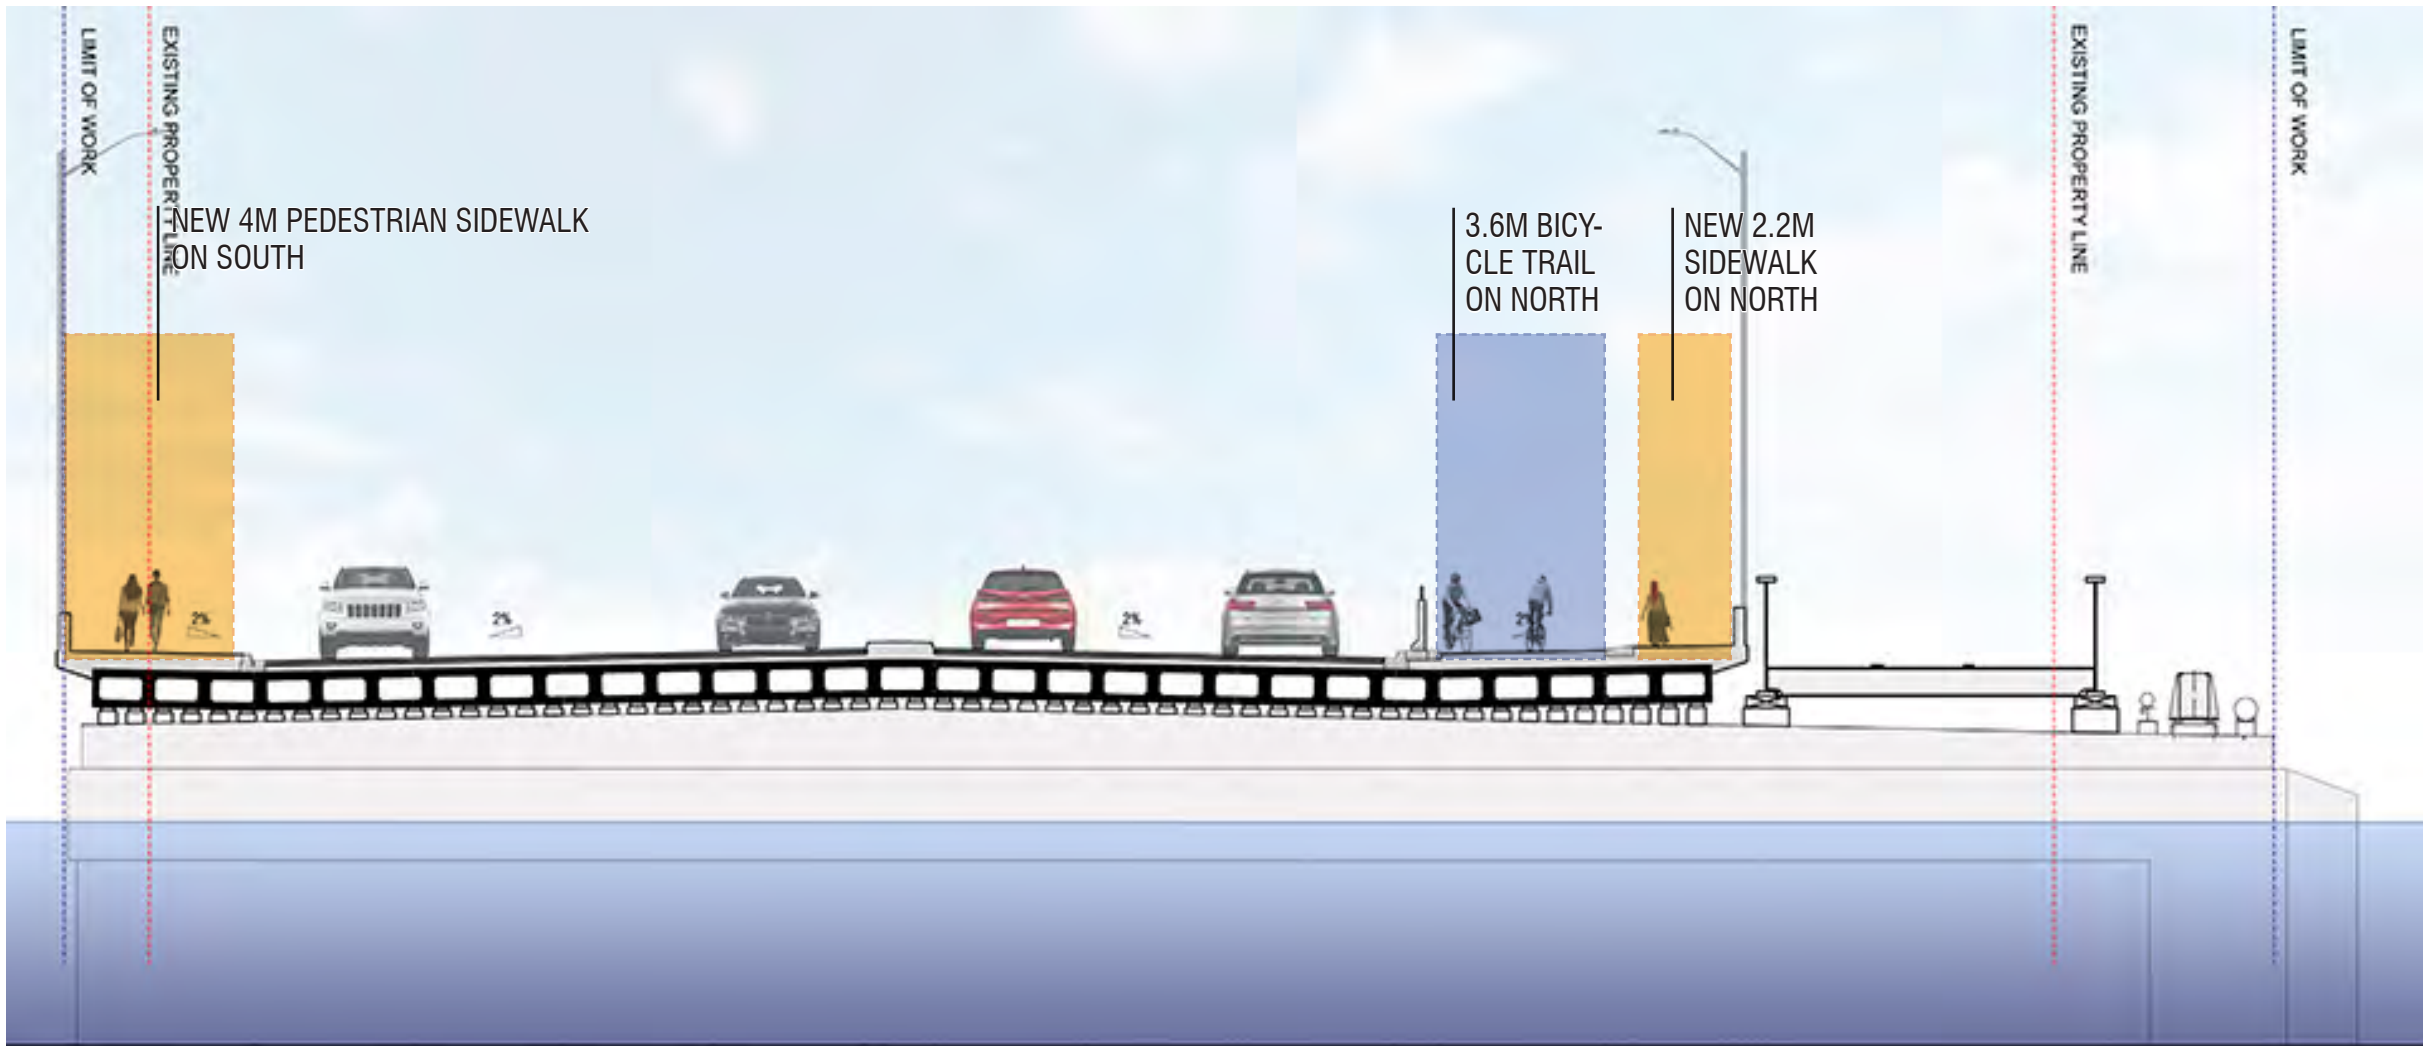 LIMIT OF WORK
EXISTING PROPERTY LINE
NEW 4M PEDESTRIAN SIDEWALK
ON SOUTH
3.6M BICY-
CLE TRAIL
ON NORTH
NEW 2.2M
SIDEWALK
ON NORTH
EXISTING PROPERTY LINE
LIMIT OF WORK
2%
2%
2%
2%